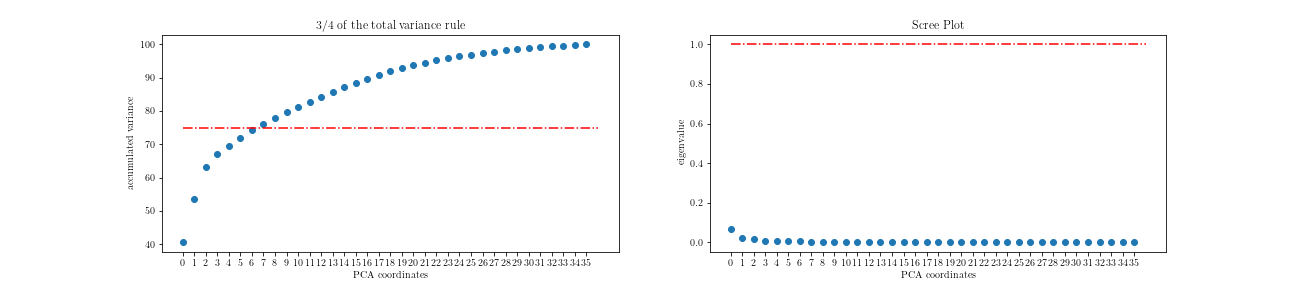 3/4 of the total variance rule
accumulated variance
100
90
80
70
60
50
40
0 1 2 3 4 5 6 7 8 9 10 11 12 13 14 15 16 17 18 19 20 21 22 23 24 25 26 27 28 29 30 31 32 33 34 35
PCA coordinates
Scree Plot
eigenvalue
1.0
0.8
0.6
0.4
0.2
0.0
0 1 2 3 4 5 6 7 8 9 10 11 12 13 14 15 16 17 18 19 20 21 22 23 24 25 26 27 28 29 30 31 32 33 34 35
PCA coordinates